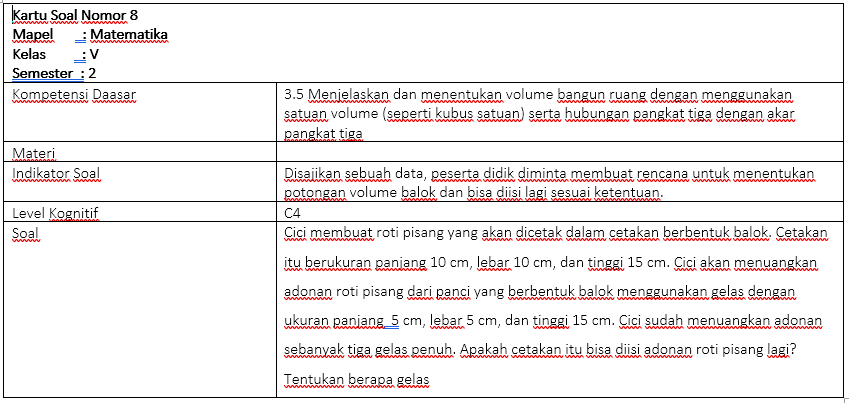 Kartu Soal Nomor 8
Mapel : Matematika
Kelas : V
Semester : 2
Kompetensi Daasar
3.5 Menjelaskan dan menentukan volume bangun ruang dengan menggunakan
satuan volume (seperti kubus satuan) serta hubungan pangkat tiga dengan akar
pangkat tiga
Materi
Indikator Soal
Disajikan sebuah data, peserta didik diminta membuat rencana untuk menentukan
potongan volume balok dan bisa diisi lagi sesuai ketentuan.
Level Kognitif
C4
Soal
Cici membuat roti pisang yang akan dicetak dalam cetakan berbentuk balok. Cetakan
itu berukuran panjang 10 cm, lebar 10 cm, dan tinggi 15 cm. Cici akan menuangkan
adonan roti pisang dari panci yang berbentuk balok menggunakan gelas dengan
ukuran panjang 5 cm, lebar 5 cm, dan tinggi 15 cm. Cici sudah menuangkan adonan
sebanyak tiga gelas penuh. Apakah cetakan itu bisa diisi adonan roti pisang lagi?
Tentukan berapa gelas